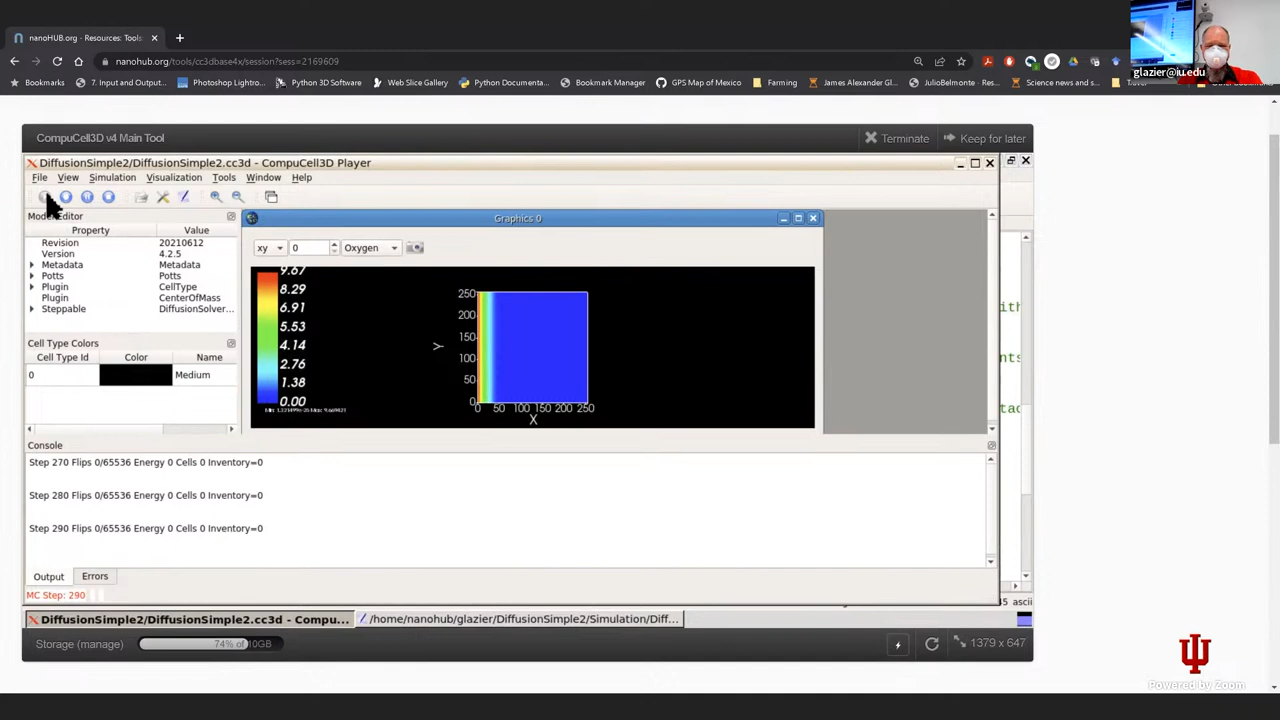 nanoHUB.org - Resources: Tools:
nanohub.org/tools/cc3dbase4x/session?sess=2169609
Bookmarks
7. Input and Output...
Photoshop Lightro...
Python 3D Software
Web Slice Gallery
Python Documenta...
Bookmark Manager
GPS Map of Mexico
Farming
James Alexander Gl...
JulioBelmonte - Res...
Science news and s...
glazier@iu.edu
CompuCell3D v4 Main Tool
Terminate
Keep for later
DiffusionSimple2/DiffusionSimple2.cc3d - CompuCell3D Player
File View Simulation Visualization Tools Window Help
Model Editor
Property Value
Revision 20210612
Version 4.2.5
Metadata Metadata
Potts Potts
Plugin CellType
Plugin CenterOfMass
Steppable DiffusionSolver...
Cell Type Colors
Cell Type Id Color Name
0 Medium
Graphics 0
xy 0 Oxygen
9.67
8.29
6.91
5.53
4.14
2.76
1.38
0.00
250
200
150
100
50
0
Y
0 50 100 150 200 250
X
Console
Step 270 Flips 0/65536 Energy 0 Cells 0 Inventory=0
Step 280 Flips 0/65536 Energy 0 Cells 0 Inventory=0
Step 290 Flips 0/65536 Energy 0 Cells 0 Inventory=0
Output Errors
MC Step: 290
ascii
DiffusionSimple2/DiffusionSimple2.cc3d - Compu...
/home/nanohub/glazier/DiffusionSimple2/Simulation/Diff...
Storage (manage)
74% of 10GB
1379 x 647
Powered by Zoom